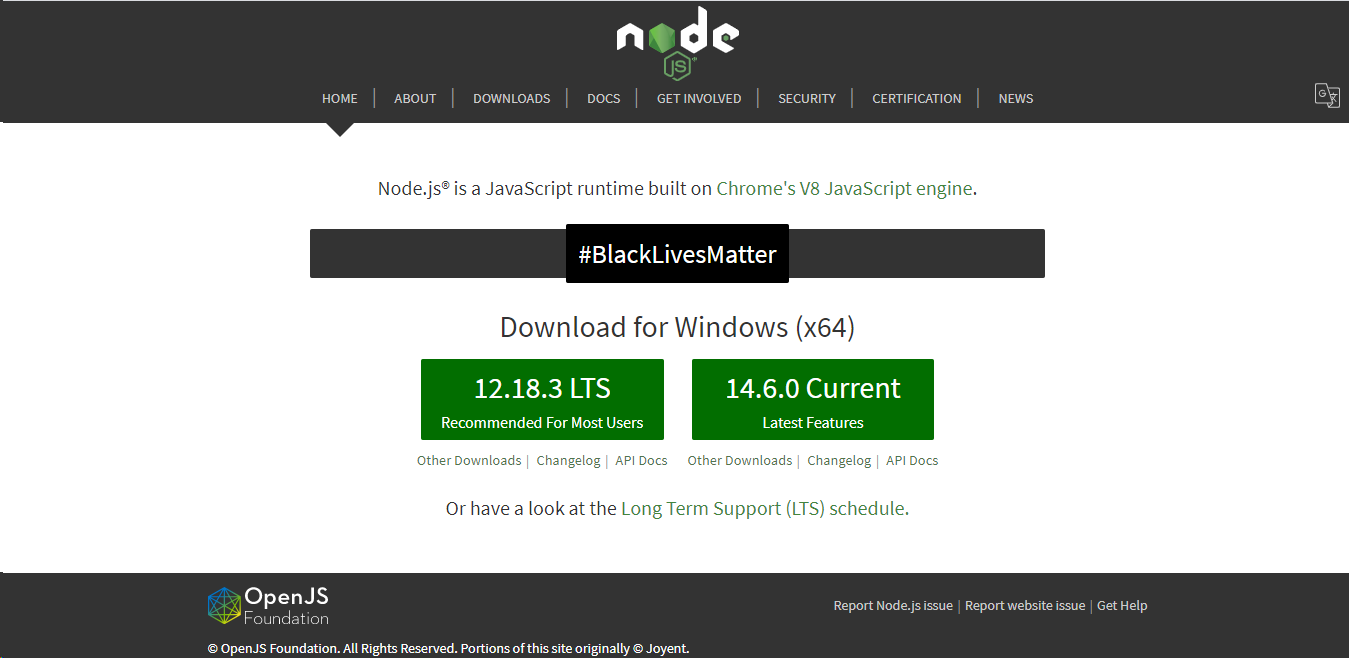 node
JS
HOME | ABOUT | DOWNLOADS | DOCS | GET INVOLVED | SECURITY | CERTIFICATION | NEWS
Node.js® is a JavaScript runtime built on Chrome's V8 JavaScript engine.
#BlackLivesMatter
Download for Windows (x64)
12.18.3 LTS
Recommended For Most Users
14.6.0 Current
Latest Features
Other Downloads | Changelog | API Docs
Other Downloads | Changelog | API Docs
Or have a look at the Long Term Support (LTS) schedule.
OpenJS
Foundation
Report Node.js issue | Report website issue | Get Help
© OpenJS Foundation. All Rights Reserved. Portions of this site originally © Joyent.